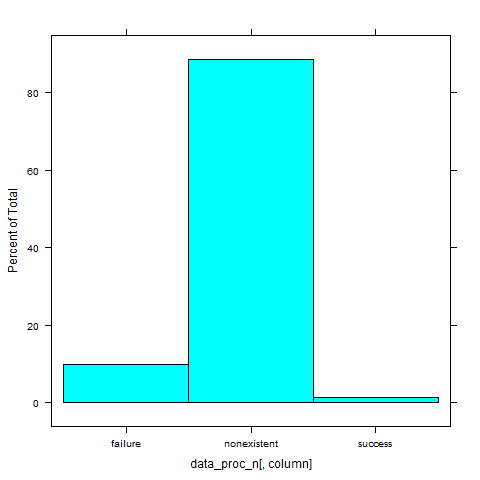 Percent of Total
80
60
40
20
0
failure
nonexistent
success
data_proc_n[, column]